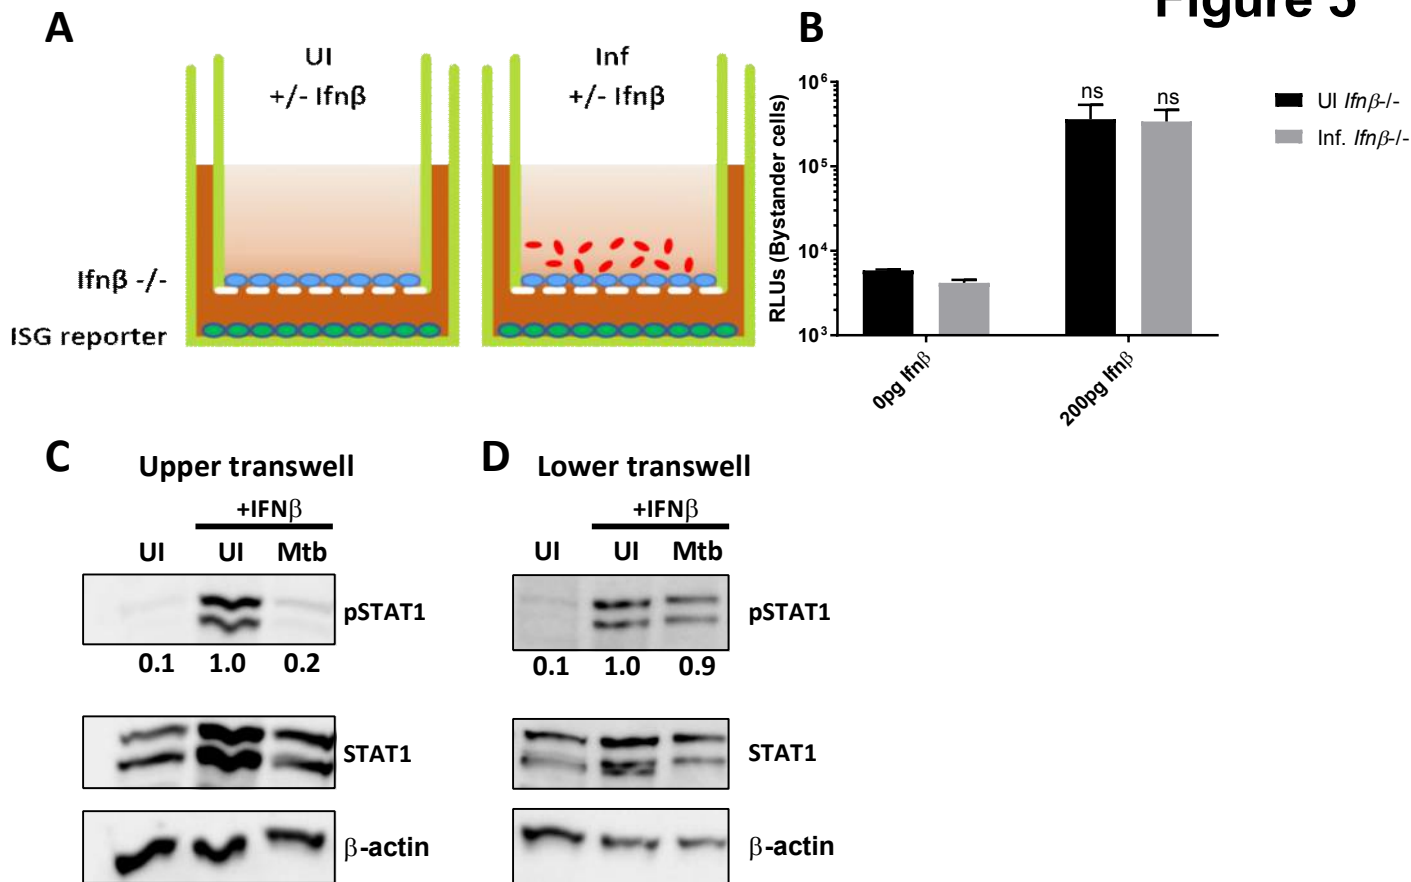 Figure 5
A
UI
+/- Ifnβ
Inf
+/- Ifnβ
Ifnβ -/-
ISG reporter
B
RLUs (Bystander cells)
10⁶
10⁵
10⁴
10³
ns
ns
0pg Ifnβ
200pg Ifnβ
UI Ifnβ-/-
Inf. Ifnβ-/-
C
Upper transwell
+IFNβ
UI
UI
Mtb
pSTAT1
0.1
1.0
0.2
STAT1
β-actin
D
Lower transwell
+IFNβ
UI
UI
Mtb
pSTAT1
0.1
1.0
0.9
STAT1
β-actin